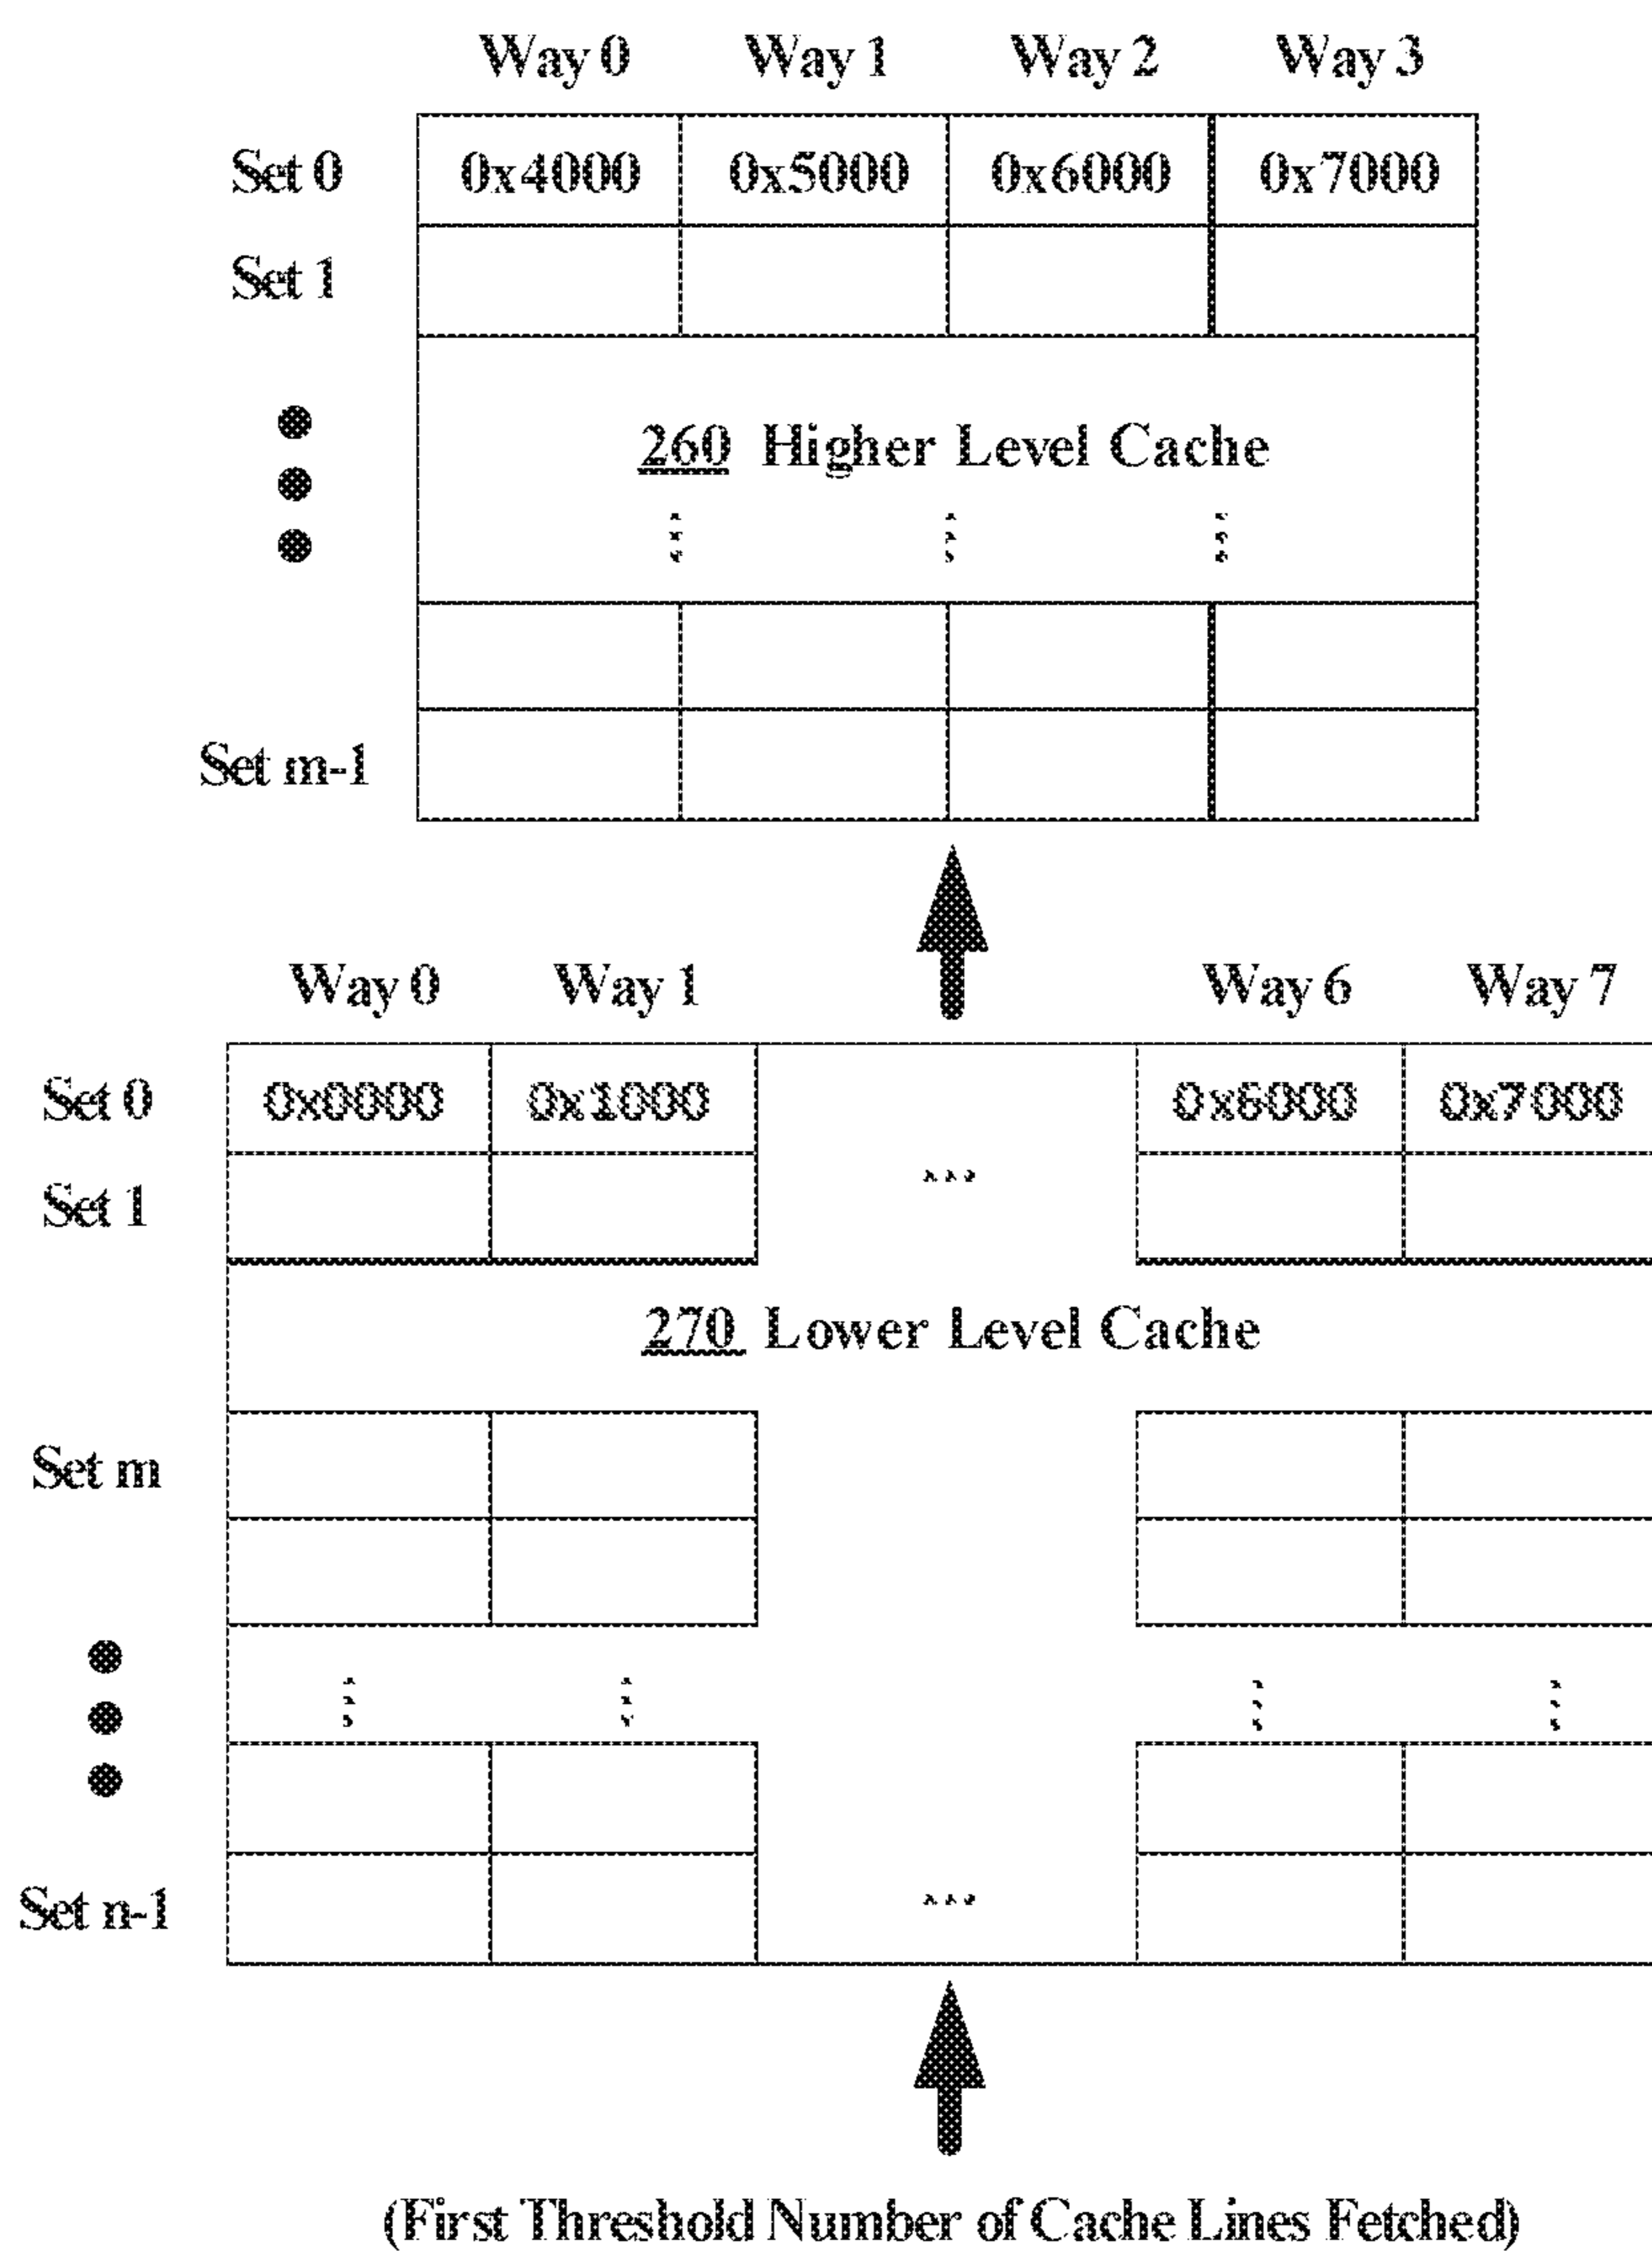 Way 0 Way 1 Way 2 Way 3
Set 0 0x4000 0x5000 0x6000 0x7000
Set 1
260 Higher Level Cache
Set m-1
Way 0 Way 1 Way 6 Way 7
Set 0 0x0000 0x1000 ... 0x6000 0x7000
Set 1
270 Lower Level Cache
Set m
Set n-1 ...
(First Threshold Number of Cache Lines Fetched)